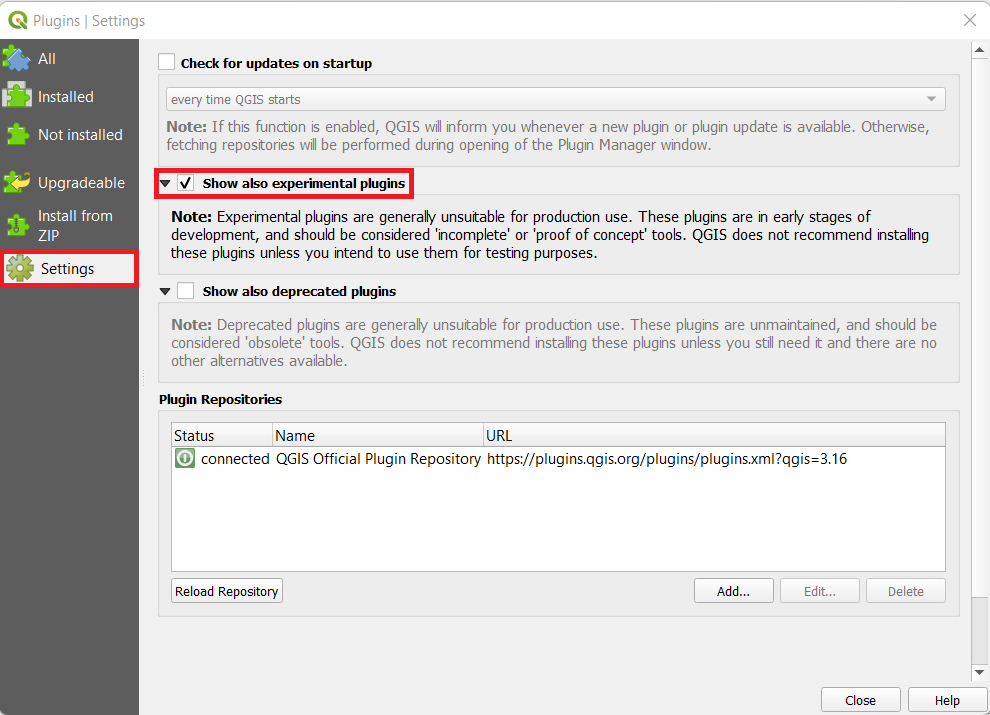 Plugins | Settings
All
Installed
Not installed
Upgradeable
Install from
ZIP
Settings
Check for updates on startup
every time QGIS starts
Note: If this function is enabled, QGIS will inform you whenever a new plugin or plugin update is available. Otherwise,
fetching repositories will be performed during opening of the Plugin Manager window.
Show also experimental plugins
Note: Experimental plugins are generally unsuitable for production use. These plugins are in early stages of
development, and should be considered 'incomplete' or 'proof of concept' tools. QGIS does not recommend installing
these plugins unless you intend to use them for testing purposes.
Show also deprecated plugins
Note: Deprecated plugins are generally unsuitable for production use. These plugins are unmaintained, and should be
considered 'obsolete' tools. QGIS does not recommend installing these plugins unless you still need it and there are no
other alternatives available.
Plugin Repositories
Status Name URL
connected QGIS Official Plugin Repository https://plugins.qgis.org/plugins/plugins.xml?qgis=3.16
Reload Repository Add... Edit... Delete
Close Help